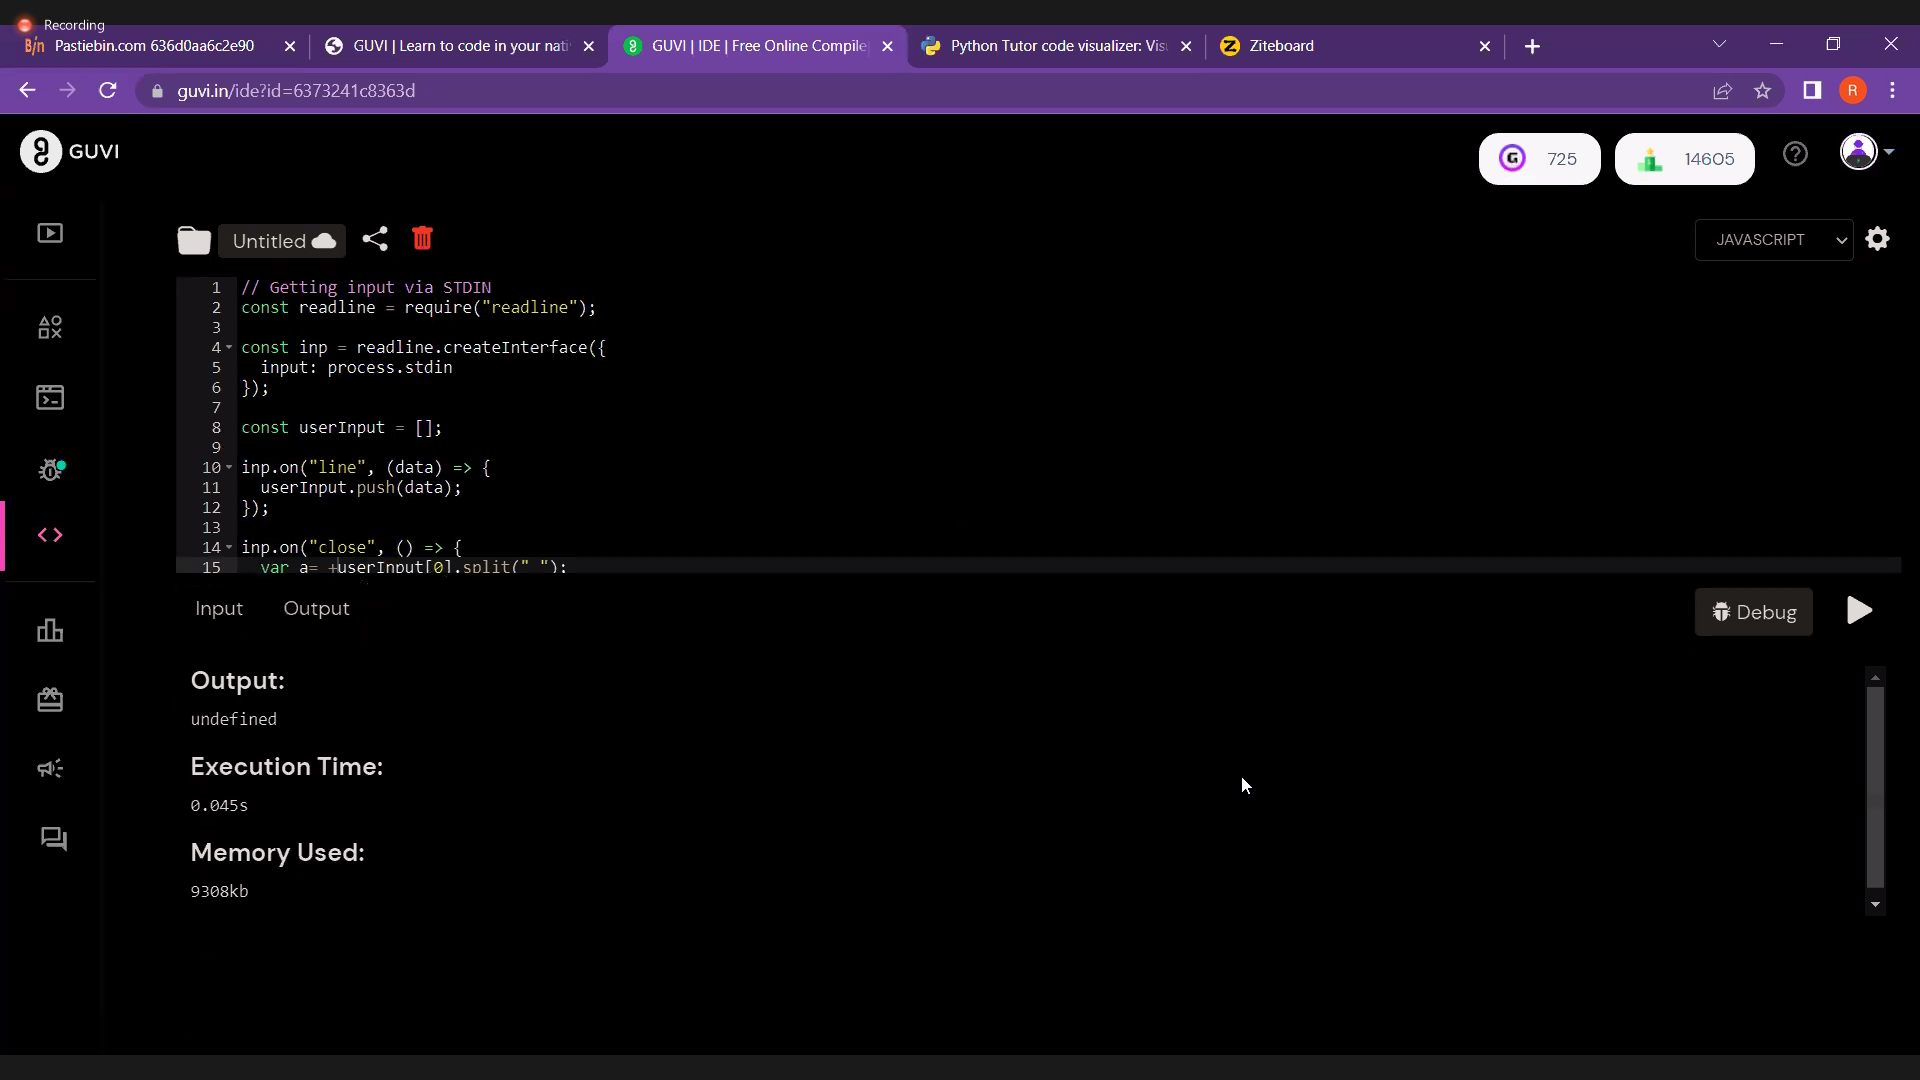 Recording
Pastiebin.com 636d0aa6c2e90
GUVI | Learn to code in your nati
GUVI | IDE | Free Online Compile
Python Tutor code visualizer: Vis
Ziteboard
guvi.in/ide?id=6373241c8363d
R
GUVI
725
14605
Untitled
JAVASCRIPT
1 // Getting input via STDIN
2 const readline = require("readline");
3
4 const inp = readline.createInterface({
5 input: process.stdin
6 });
7
8 const userInput = [];
9
10 inp.on("line", (data) => {
11 userInput.push(data);
12 });
13
14 inp.on("close", () => {
15 var a= +userInput[0].split(" ");
Input
Output
Debug
Output:
undefined
Execution Time:
0.045s
Memory Used:
9308kb